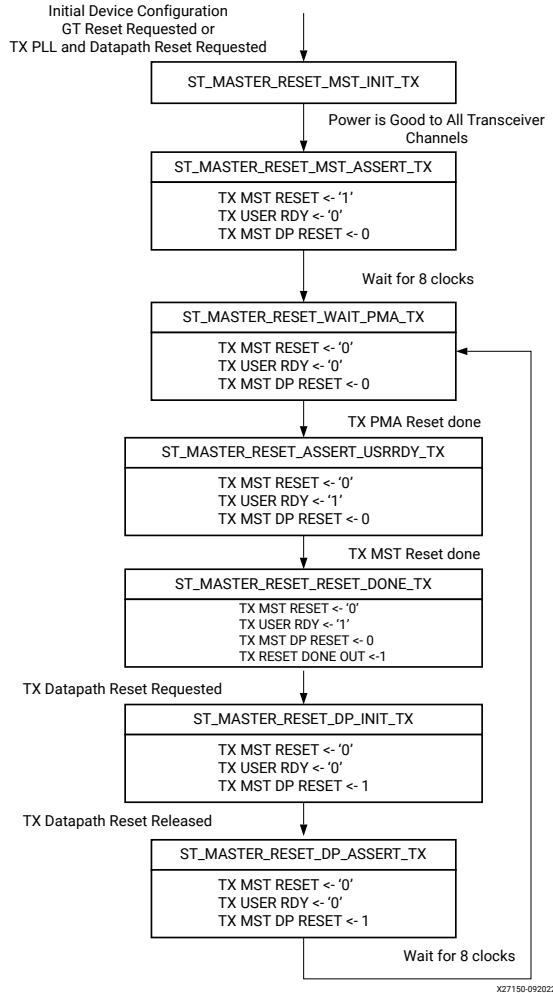 Initial Device Configuration
GT Reset Requested or
TX PLL and Datapath Reset Requested
ST_MASTER_RESET_MST_INIT_TX
Power is Good to All Transceiver
Channels
ST_MASTER_RESET_MST_ASSERT_TX
TX MST RESET <- ‘1’
TX USER RDY <- ‘0’
TX MST DP RESET <- 0
Wait for 8 clocks
ST_MASTER_RESET_WAIT_PMA_TX
TX MST RESET <- ‘0’
TX USER RDY <- ‘0’
TX MST DP RESET <- 0
TX PMA Reset done
ST_MASTER_RESET_ASSERT_USRRDY_TX
TX MST RESET <- ‘0’
TX USER RDY <- ‘1’
TX MST DP RESET <- 0
TX MST Reset done
ST_MASTER_RESET_RESET_DONE_TX
TX MST RESET <- ‘0’
TX USER RDY <- ‘1’
TX MST DP RESET <- 0
TX RESET DONE OUT <-1
TX Datapath Reset Requested
ST_MASTER_RESET_DP_INIT_TX
TX MST RESET <- ‘0’
TX USER RDY <- ‘0’
TX MST DP RESET <- 1
TX Datapath Reset Released
ST_MASTER_RESET_DP_ASSERT_TX
TX MST RESET <- ‘0’
TX USER RDY <- ‘0’
TX MST DP RESET <- 1
Wait for 8 clocks
X27150-092022